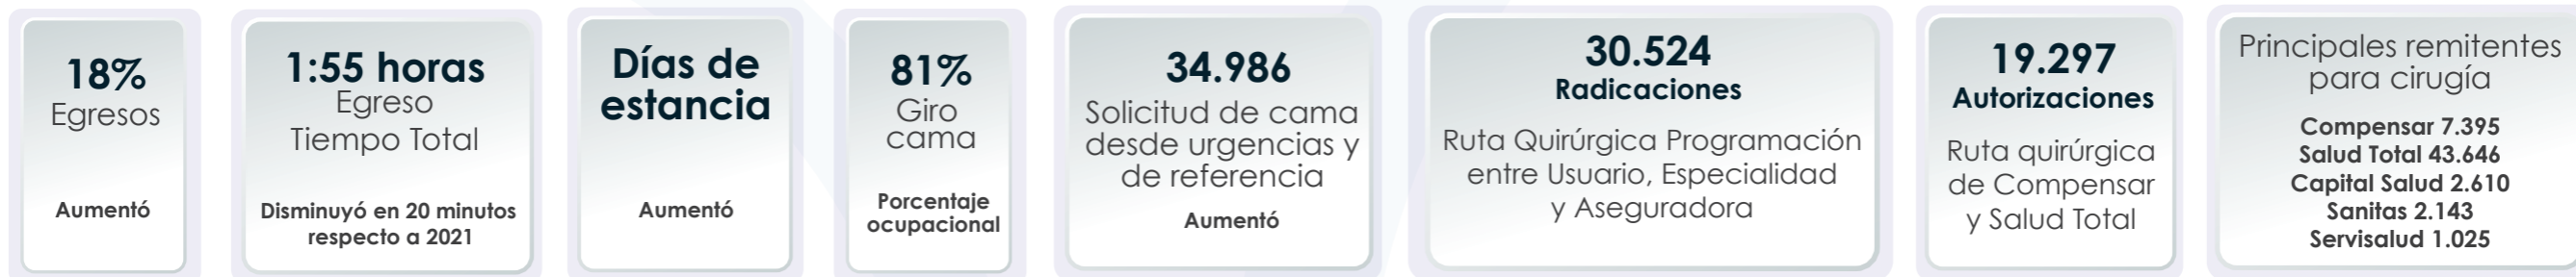 18%
Egresos
Aumentó
1:55 horas
Egreso
Tiempo Total
Disminuyó en 20 minutos
respecto a 2021
Días de
estancia
Aumentó
81%
Giro
cama
Porcentaje
ocupacional
34.986
Solicitud de cama
desde urgencias y
de referencia
Aumentó
30.524
Radicaciones
Ruta Quirúrgica Programación
entre Usuario, Especialidad
y Aseguradora
19.297
Autorizaciones
Ruta quirúrgica
de Compensar
y Salud Total
Principales remitentes
para cirugía
Compensar 7.395
Salud Total 43.646
Capital Salud 2.610
Sanitas 2.143
Servisalud 1.025